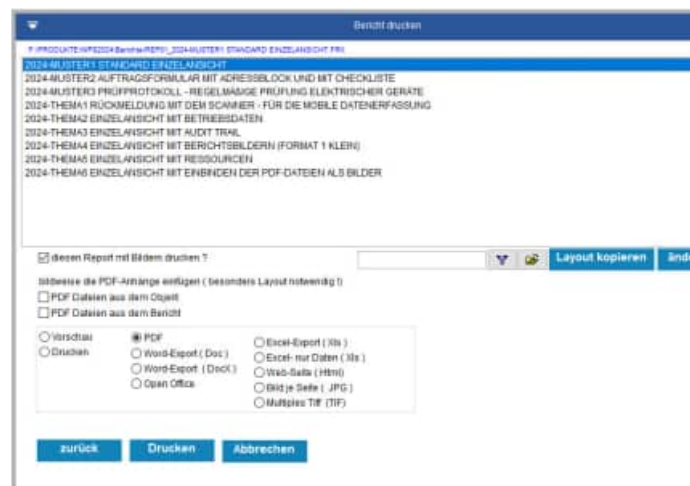 Bericht drucken
2024-MUSTER1 STANDARD EINZELANSICHT
2024-MUSTER2 AUFTRAGSFORMULAR MIT ADRESSBLOCK UND MIT CHECKLISTE
2024-MUSTER3 PRÜFPROTOKOLL - REGELMÄßIGE PRÜFUNG ELEKTRISCHER GERÄTE
2024-THEMA1 RÜCKMELDUNG MIT DEM SCANNER - FÜR DIE MOBILE DATENERFASSUNG
2024-THEMA2 EINZELANSICHT MIT BETRIEBSDATEN
2024-THEMA3 EINZELANSICHT MIT AUDIT TRAIL
2024-THEMA4 EINZELANSICHT MIT BERICHTSBILDERN (FORMAT 1 KLEIN)
2024-THEMA5 EINZELANSICHT MIT RESSOURCEN
2024-THEMA6 EINZELANSICHT MIT EINBINDEN DER PDF-DATEIEN ALS BILDER
diesen Report mit Bildern drucken ?
Layout kopieren
ände
bildweise die PDF-Anhänge einfügen ( besonders Layout notwendig !)
PDF Dateien aus dem Objekt
PDF Dateien aus dem Bericht
Vorschau
Drucken
PDF
Word-Export ( Doc )
Word-Export ( DocX )
Open Office
Excel-Export ( Xls )
Excel- nur Daten ( Xls )
Web-Seite ( Html)
Bild je Seite ( JPG )
Multiples Tiff (TIF)
zurück
Drucken
Abbrechen